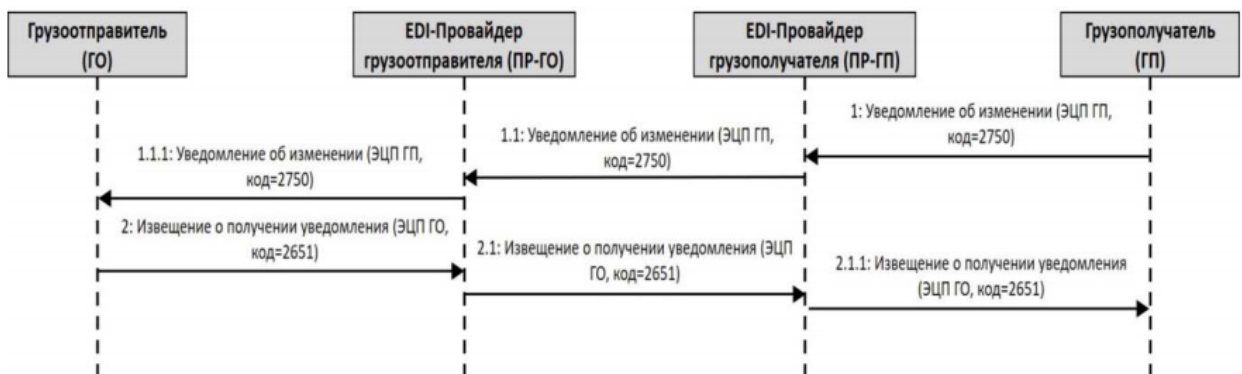 Грузоотправитель
(ГО)
EDI-Провайдер
грузоотправителя (ПР-ГО)
EDI-Провайдер
грузополучателя (ПР-ГП)
Грузополучатель
(ГП)
1: Уведомление об изменении (ЭЦП ГП,
код=2750)
1.1: Уведомление об изменении (ЭЦП ГП,
код=2750)
1.1.1: Уведомление об изменении (ЭЦП ГП,
код=2750)
2: Извещение о получении уведомления (ЭЦП ГО,
код=2651)
2.1: Извещение о получении уведомления (ЭЦП
ГО, код=2651)
2.1.1: Извещение о получении уведомления
(ЭЦП ГО, код=2651)